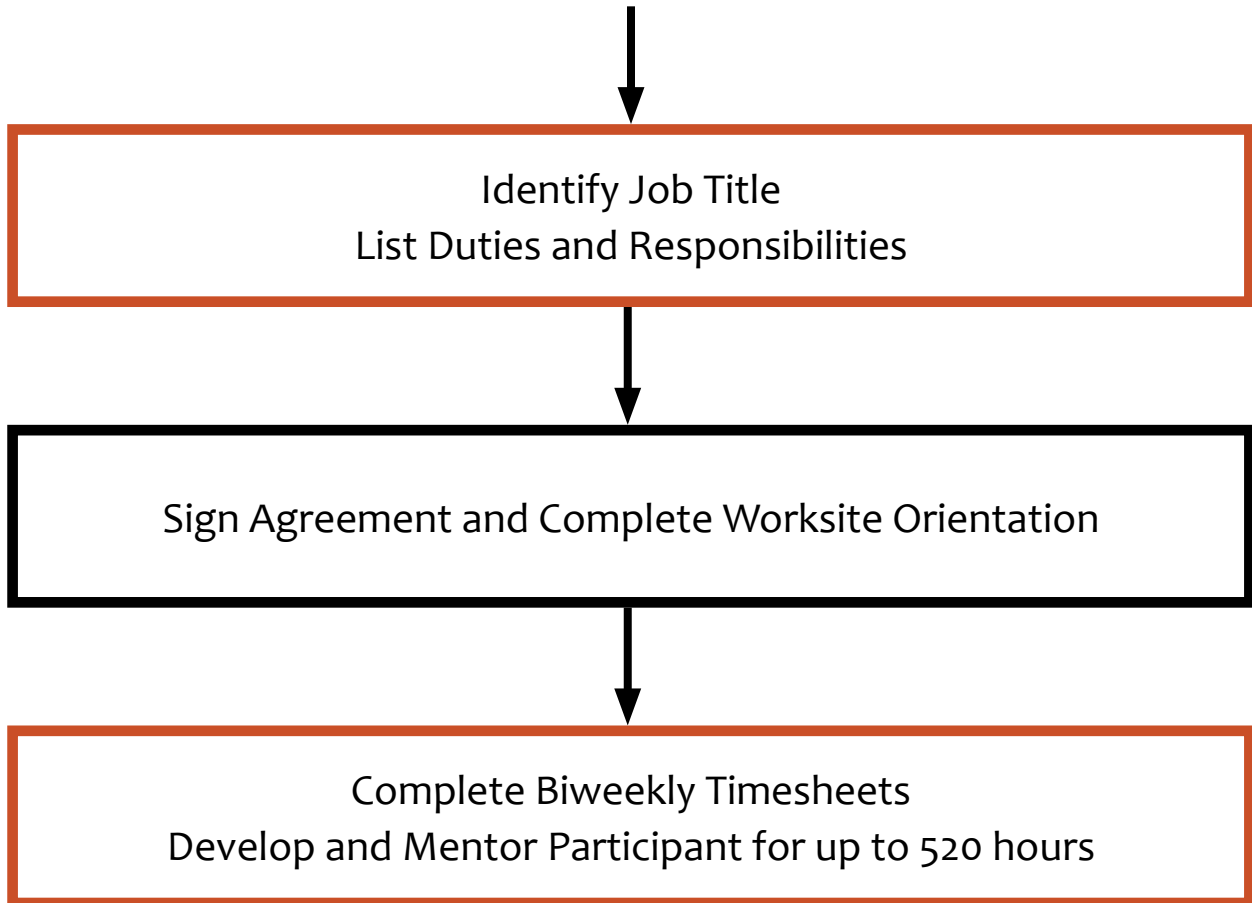 Identify Job Title
List Duties and Responsibilities
Sign Agreement and Complete Worksite Orientation
Complete Biweekly Timesheets
Develop and Mentor Participant for up to 520 hours